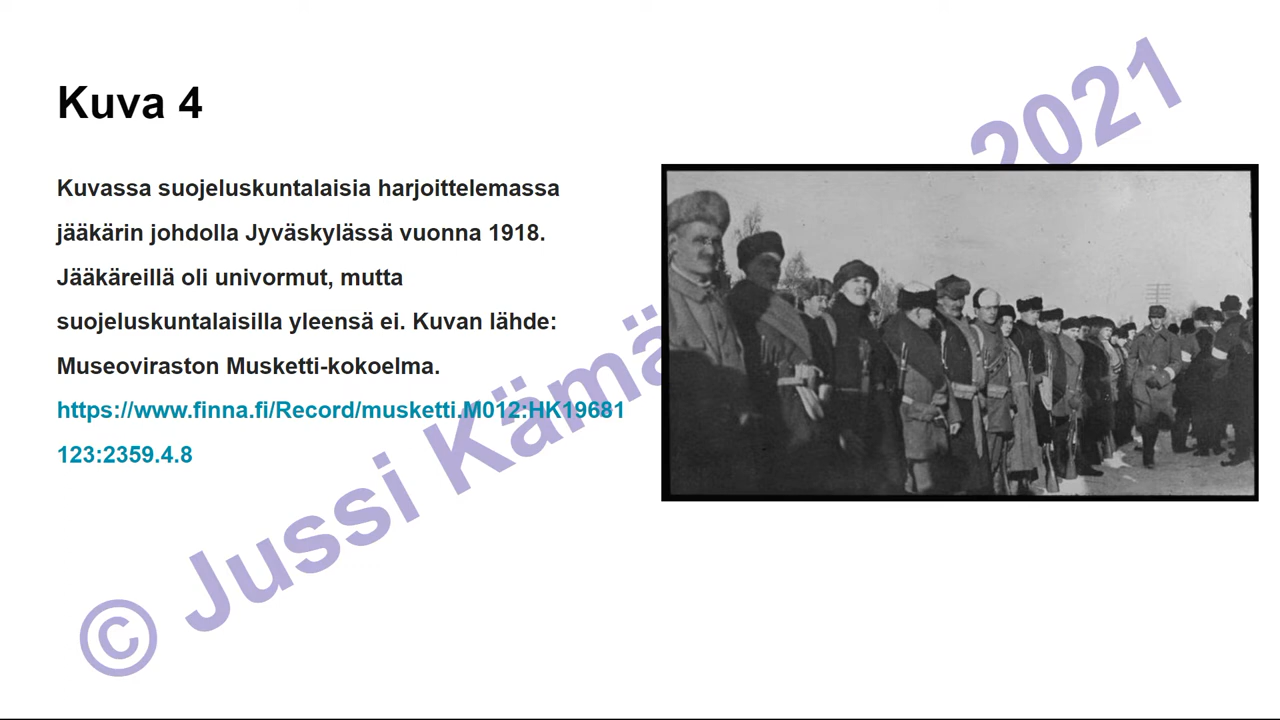 Kuva 4
Kuvassa suojeluskuntalaisia harjoittelemassa
jääkärin johdolla Jyväskylässä vuonna 1918.
Jääkäreillä oli univormut, mutta
suojeluskuntalaisilla yleensä ei. Kuvan lähde:
Museoviraston Musketti-kokoelma.
https://www.finna.fi/Record/musketti.M012:HK19681
123:2359.4.8
© Jussi Kämä 2021